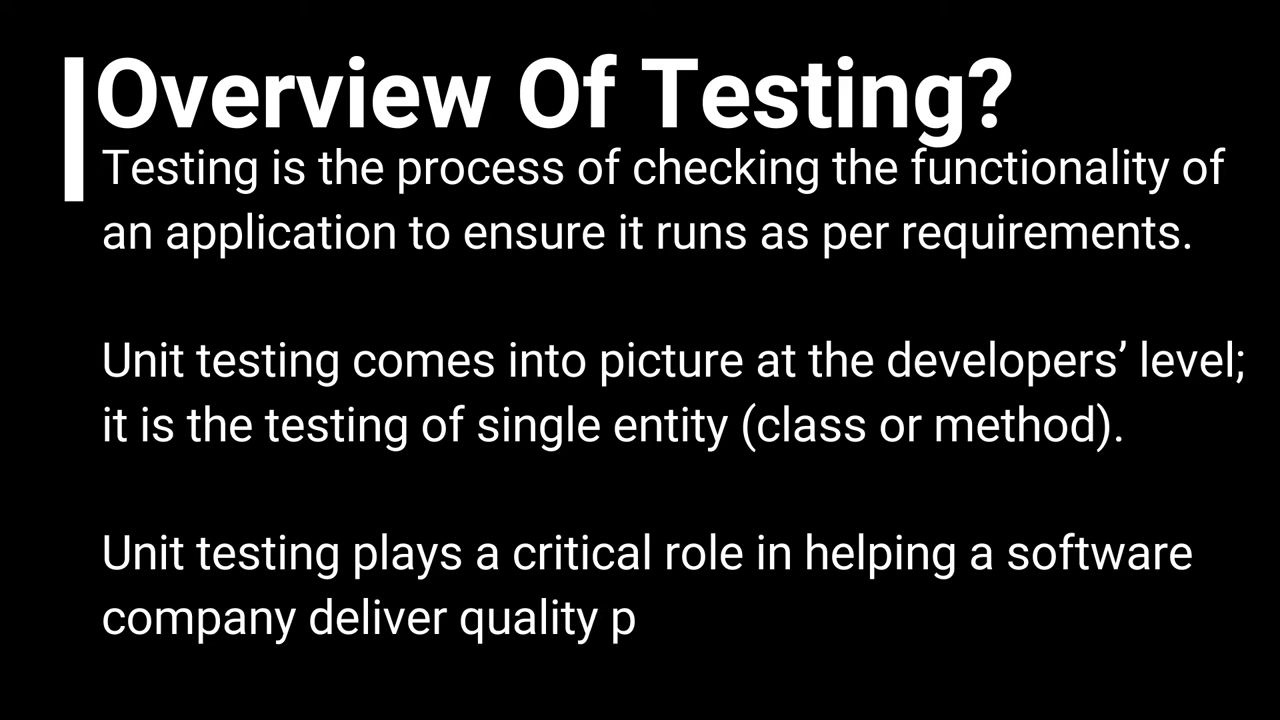 Overview Of Testing?
Testing is the process of checking the functionality of
an application to ensure it runs as per requirements.
Unit testing comes into picture at the developers’ level;
it is the testing of single entity (class or method).
Unit testing plays a critical role in helping a software
company deliver quality p